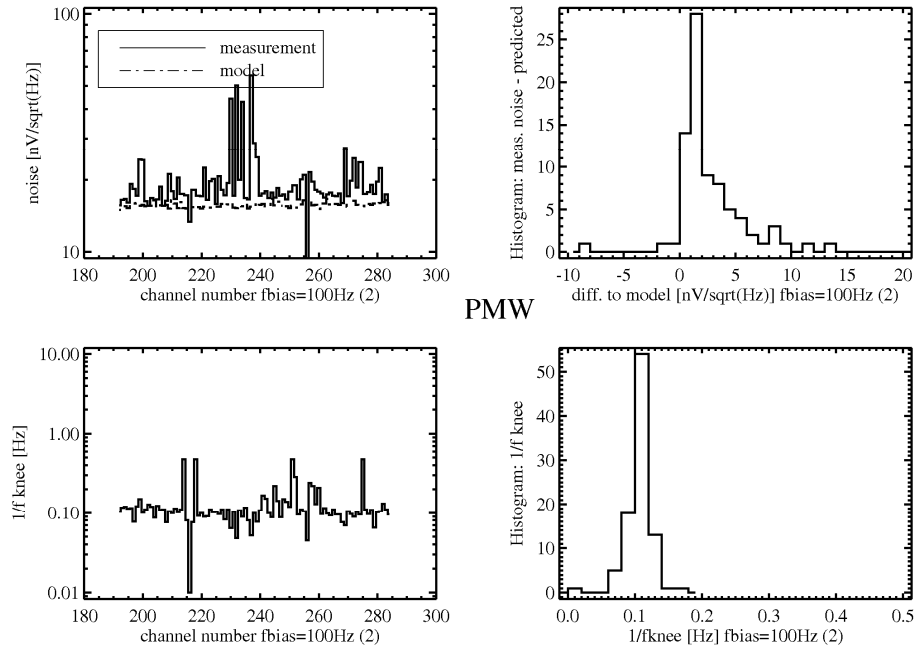 100
10
noise [nV/sqrt(Hz)]
measurement
model
180 200 220 240 260 280 300
channel number fbias=100Hz (2)
25
20
15
10
5
0
Histogram: meas. noise - predicted
-10 -5 0 5 10 15 20
diff. to model [nV/sqrt(Hz)] fbias=100Hz (2)
PMW
10.00
1.00
0.10
0.01
1/f knee [Hz]
180 200 220 240 260 280 300
channel number fbias=100Hz (2)
50
40
30
20
10
0
Histogram: 1/f knee
0.0 0.1 0.2 0.3 0.4 0.5
1/fknee [Hz] fbias=100Hz (2)